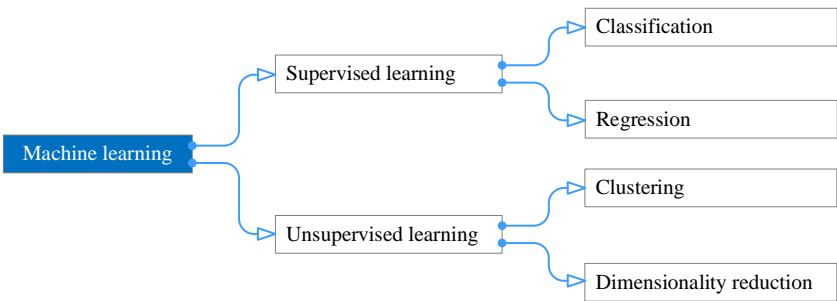 Machine learning
Supervised learning
Classification
Regression
Unsupervised learning
Clustering
Dimensionality reduction